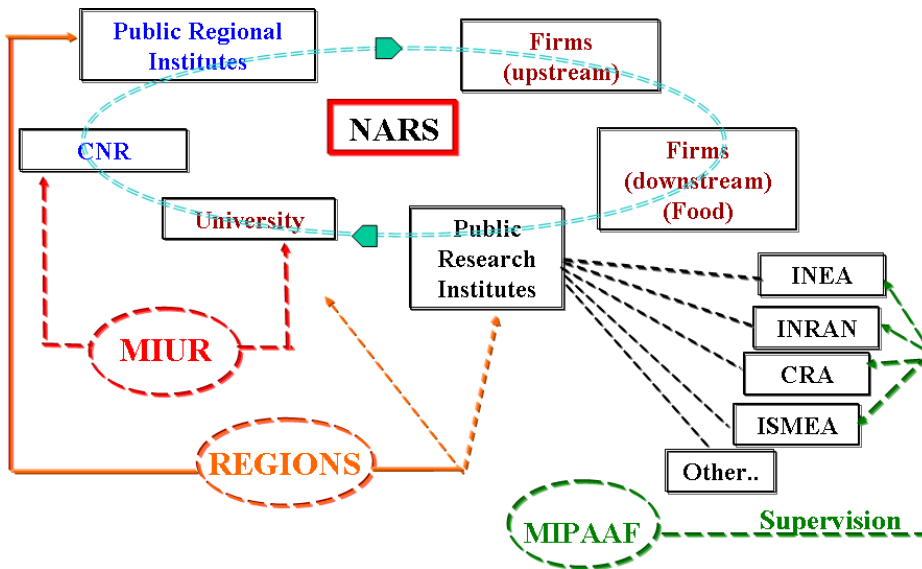 Public Regional
Institutes
Firms
(upstream)
NARS
CNR
Firms
(downstream)
(Food)
University
Public
Research
Institutes
INEA
INRAN
MIUR
CRA
ISMEA
REGIONS
Other..
MIPAAF
Supervision